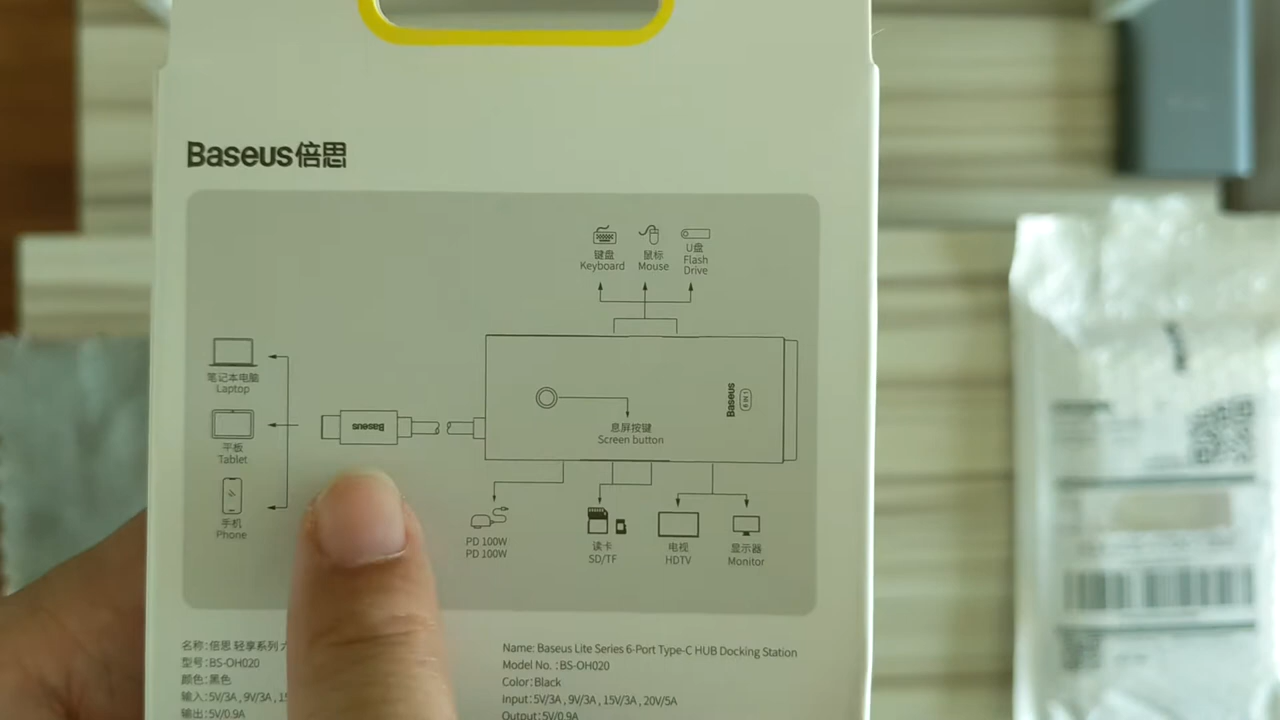 Baseus倍思
键盘
Keyboard
鼠标
Mouse
U盘
Flash
Drive
笔记本电脑
Laptop
平板
Tablet
手机
Phone
Baseus
息屏按键
Screen button
Baseus
6 IN 1
PD 100W
PD 100W
读卡
SD/TF
电视
HDTV
显示器
Monitor
名称:倍思 轻享系列 六
型号:BS-OH020
颜色:黑色
输入:5V/3A , 9V/3A , 15
输出:5V/0.9A
Name: Baseus Lite Series 6-Port Type-C HUB Docking Station
Model No. :BS-OH020
Color:Black
Input:5V/3A , 9V/3A , 15V/3A , 20V/5A
Output:5V/0.9A